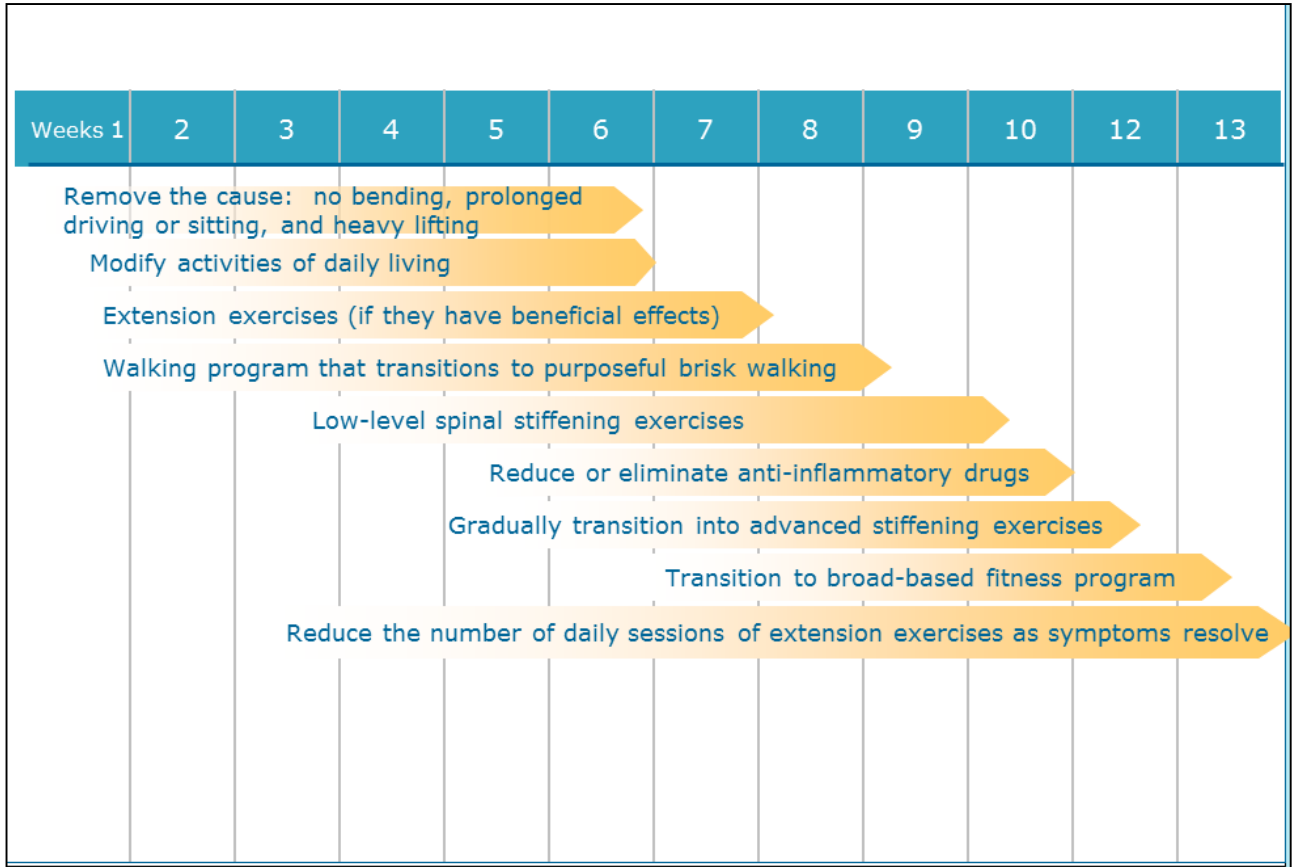 Weeks 1 2 3 4 5 6 7 8 9 10 12 13
Remove the cause: no bending, prolonged
driving or sitting, and heavy lifting
Modify activities of daily living
Extension exercises (if they have beneficial effects)
Walking program that transitions to purposeful brisk walking
Low-level spinal stiffening exercises
Reduce or eliminate anti-inflammatory drugs
Gradually transition into advanced stiffening exercises
Transition to broad-based fitness program
Reduce the number of daily sessions of extension exercises as symptoms resolve